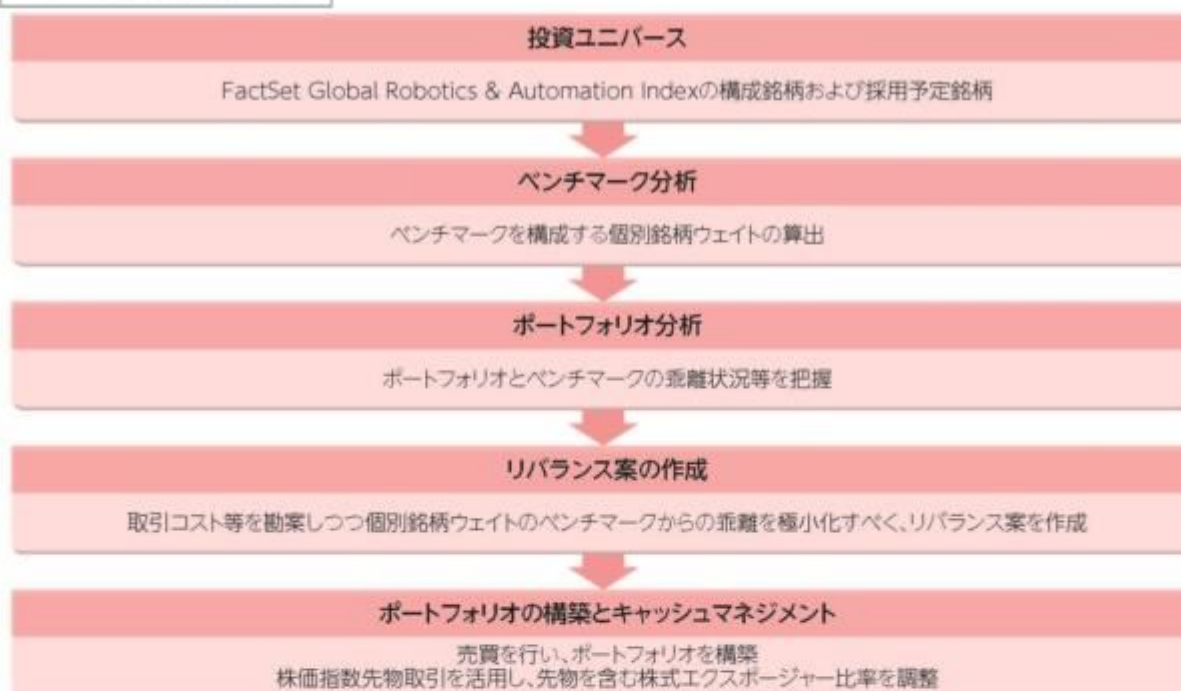 投資ユニバース
FactSet Global Robotics & Automation Indexの構成銘柄および採用予定銘柄
ベンチマーク分析
ベンチマークを構成する個別銘柄ウェイトの算出
ポートフォリオ分析
ポートフォリオとベンチマークの乖離状況等を把握
リバランス案の作成
取引コスト等を勘案しつつ個別銘柄ウェイトのベンチマークからの乖離を極小化すべく、リバランス案を作成
ポートフォリオの構築とキャッシュマネジメント
売買を行い、ポートフォリオを構築
株価指数先物取引を活用し、先物を含む株式エクスポージャー比率を調整